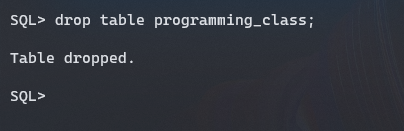 SQL> drop table programming_class;
Table dropped.
SQL>